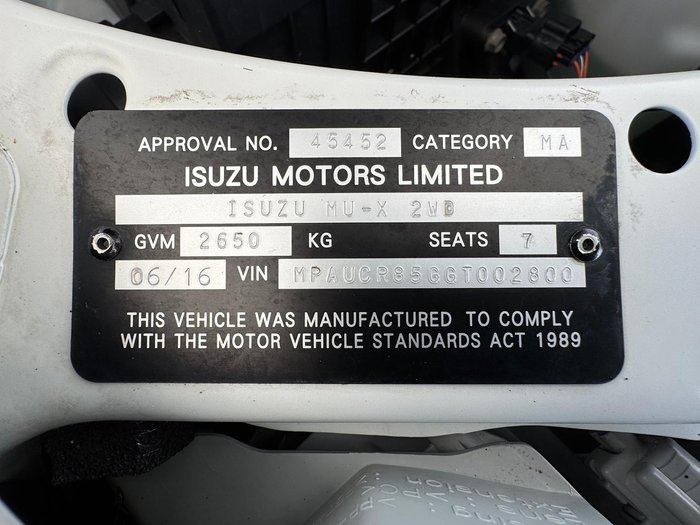 APPROVAL NO. 45452 CATEGORY MA
ISUZU MOTORS LIMITED
ISUZU MU-X 2WD
GVM 2650 KG SEATS 7
06/16 VIN MPAUCR85GGT002800
THIS VEHICLE WAS MANUFACTURED TO COMPLY
WITH THE MOTOR VEHICLE STANDARDS ACT 1989